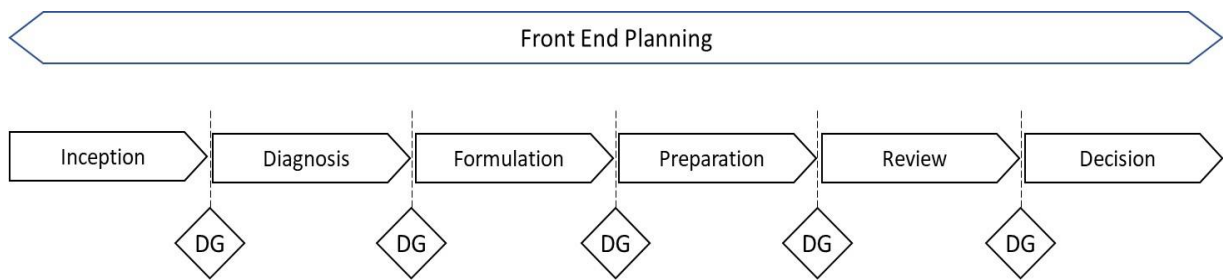 Front End Planning
Inception
Diagnosis
Formulation
Preparation
Review
Decision
DG
DG
DG
DG
DG